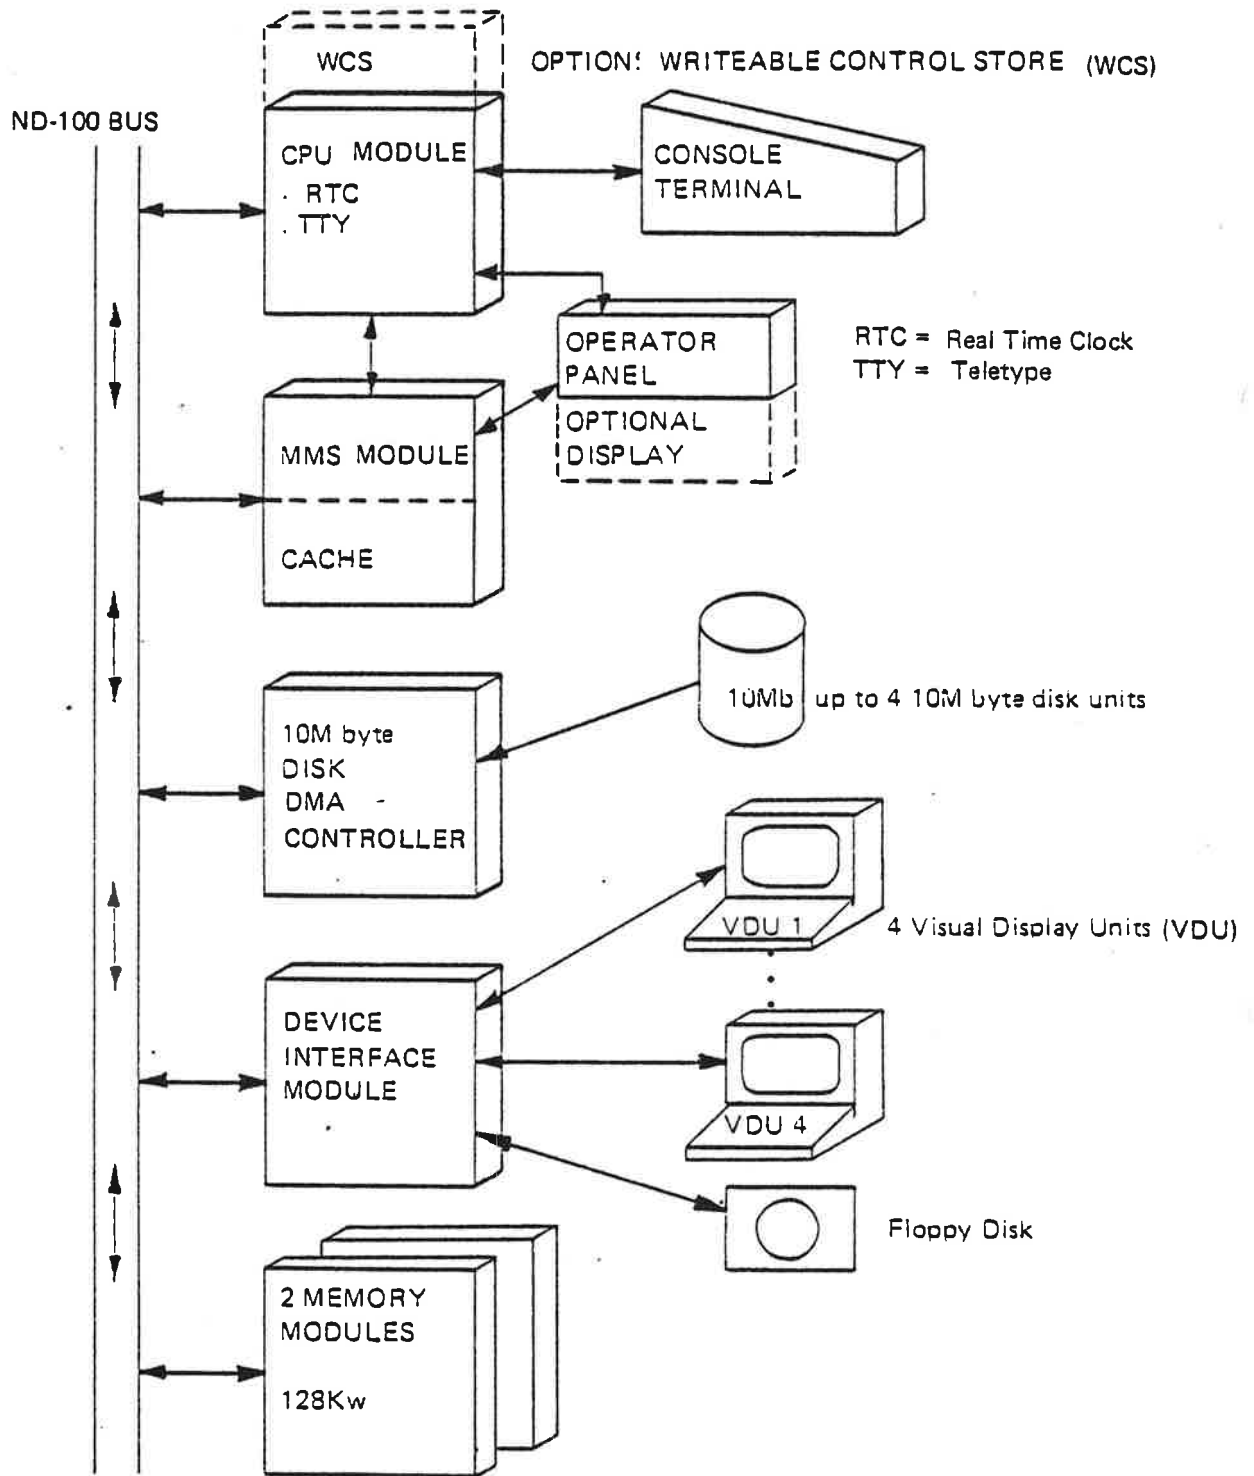 WCS
OPTION: WRITEABLE CONTROL STORE (WCS)
ND-100 BUS
CPU MODULE
. RTC
. TTY
CONSOLE
TERMINAL
OPERATOR
PANEL
OPTIONAL
DISPLAY
RTC = Real Time Clock
TTY = Teletype
MMS MODULE
CACHE
10Mb up to 4 10M byte disk units
10M byte
DISK
DMA -
CONTROLLER
VDU 1
4 Visual Display Units (VDU)
DEVICE
INTERFACE
MODULE
VDU 4
Floppy Disk
2 MEMORY
MODULES
128Kw